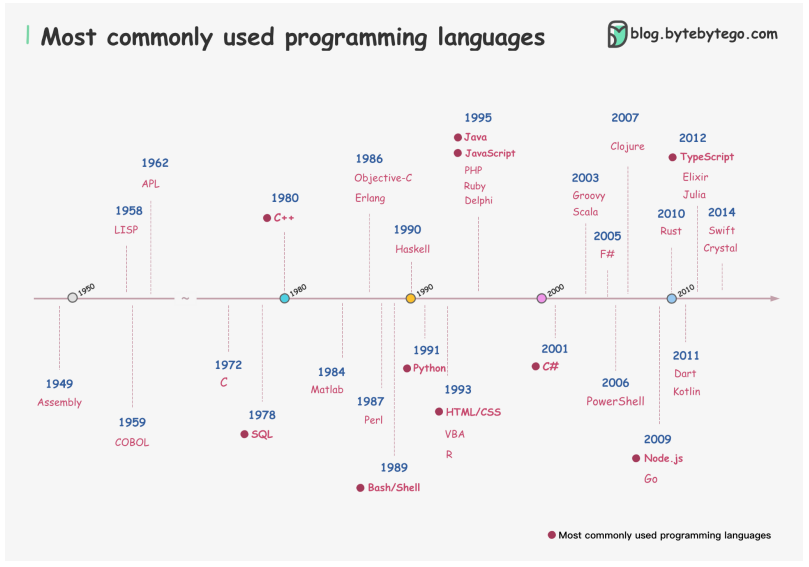 Most commonly used programming languages
blog.bytebytego.com
1995
Java
JavaScript
PHP
Ruby
Delphi
2007
Clojure
2012
TypeScript
Elixir
Julia
1962
APL
1986
Objective-C
Erlang
2003
Groovy
Scala
1958
LISP
1980
C++
1990
Haskell
2005
F#
2010
Rust
2014
Swift
Crystal
1950
~
1980
1990
2000
2010
1949
Assembly
1959
COBOL
1972
C
1978
SQL
1984
Matlab
1987
Perl
1989
Bash/Shell
1991
Python
1993
HTML/CSS
VBA
R
2001
C#
2006
PowerShell
2009
Node.js
Go
2011
Dart
Kotlin
Most commonly used programming languages